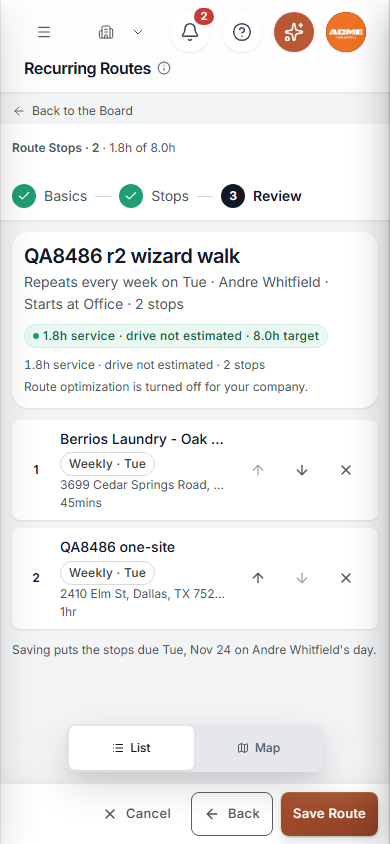 2
ACME
Recurring Routes
Back to the Board
Route Stops · 2 · 1.8h of 8.0h
Basics
Stops
3 Review
QA8486 r2 wizard walk
Repeats every week on Tue · Andre Whitfield ·
Starts at Office · 2 stops
1.8h service · drive not estimated · 8.0h target
1.8h service · drive not estimated · 2 stops
Route optimization is turned off for your company.
1
Berrios Laundry - Oak ...
Weekly · Tue
3699 Cedar Springs Road, ...
45mins
2
QA8486 one-site
Weekly · Tue
2410 Elm St, Dallas, TX 752...
1hr
Saving puts the stops due Tue, Nov 24 on Andre Whitfield's day.
List
Map
Cancel
Back
Save Route